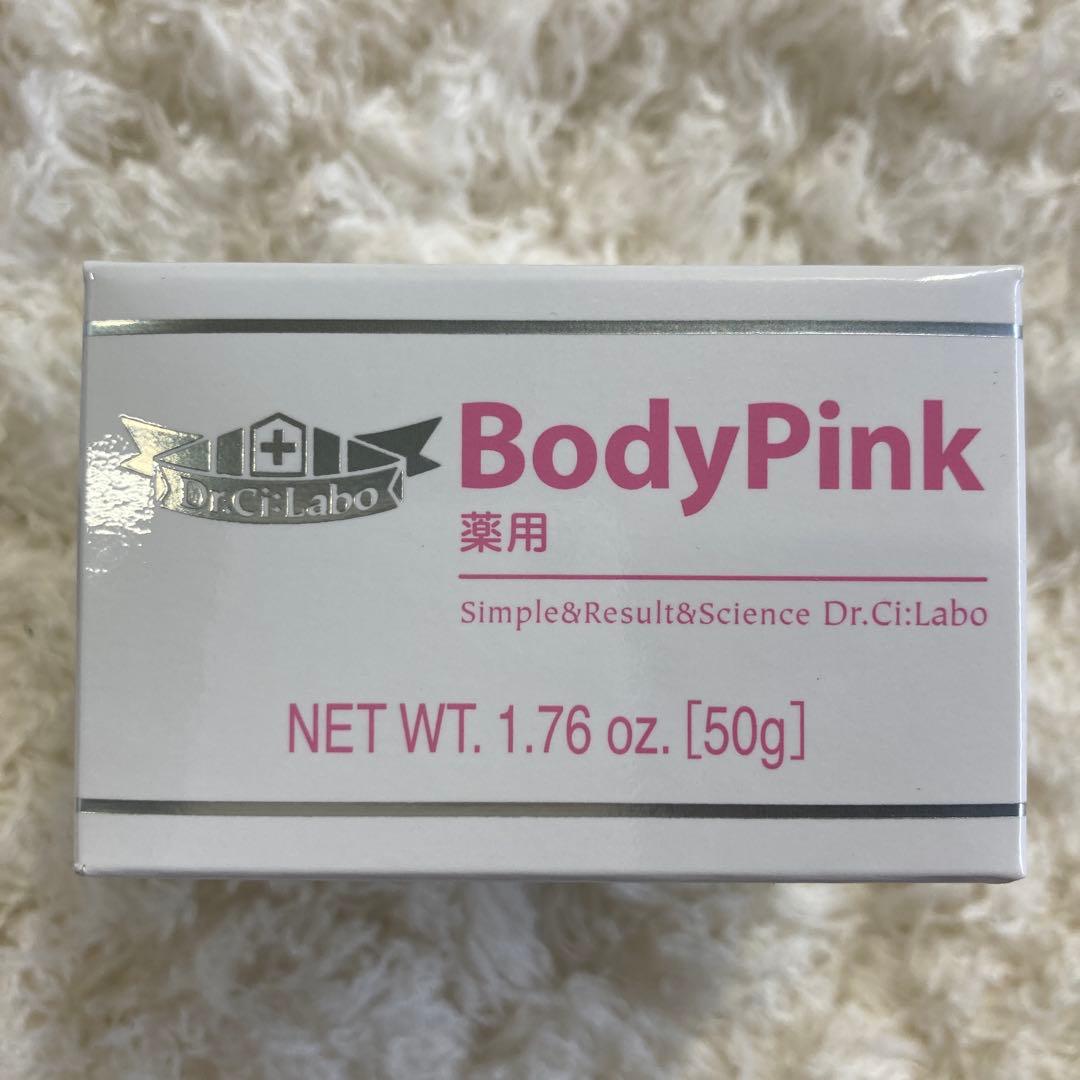 Dr.Ci:Labo
BodyPink
薬用
Simple&Result&Science Dr.Ci:Labo
NET WT. 1.76 oz. [50g]